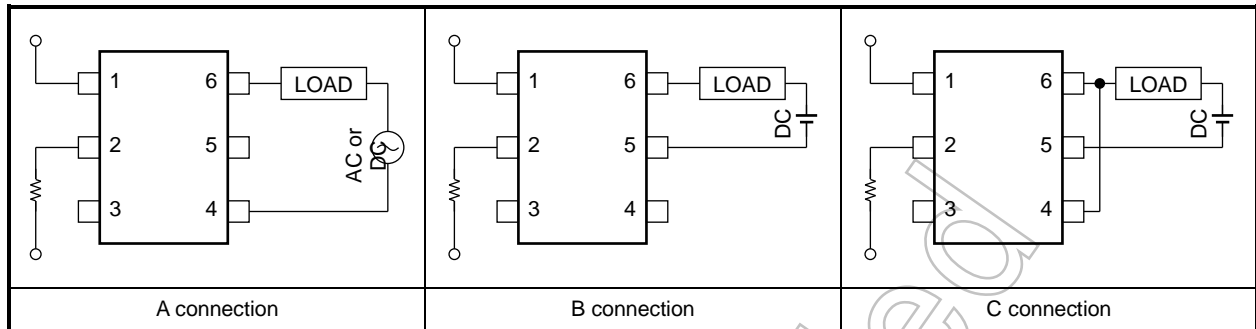 1 6 LOAD
2 5
3 4
AC or
DC
A connection
1 6 LOAD
2 5
3 4
DC
B connection
1 6 LOAD
2 5
3 4
DC
C connection